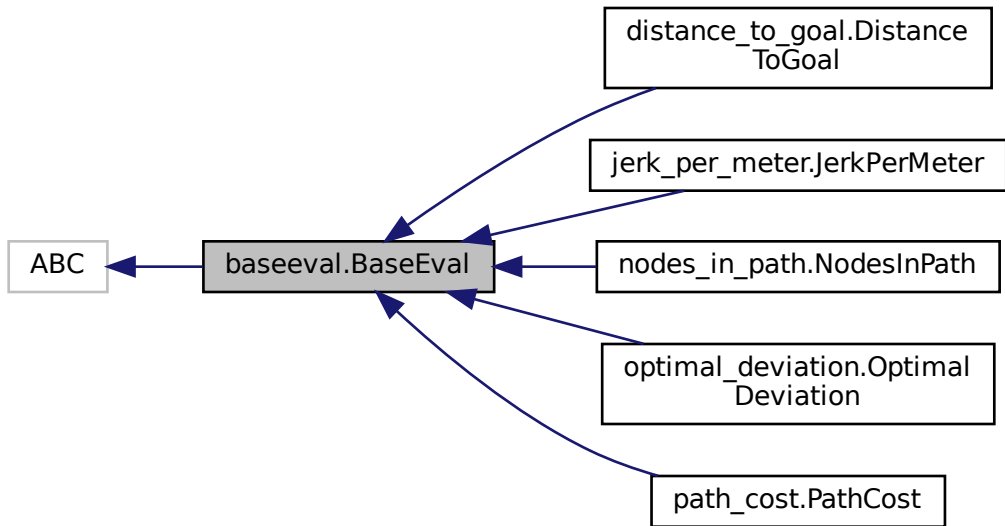 distance_to_goal.Distance
ToGoal
jerk_per_meter.JerkPerMeter
ABC
baseeval.BaseEval
nodes_in_path.NodesInPath
optimal_deviation.Optimal
Deviation
path_cost.PathCost